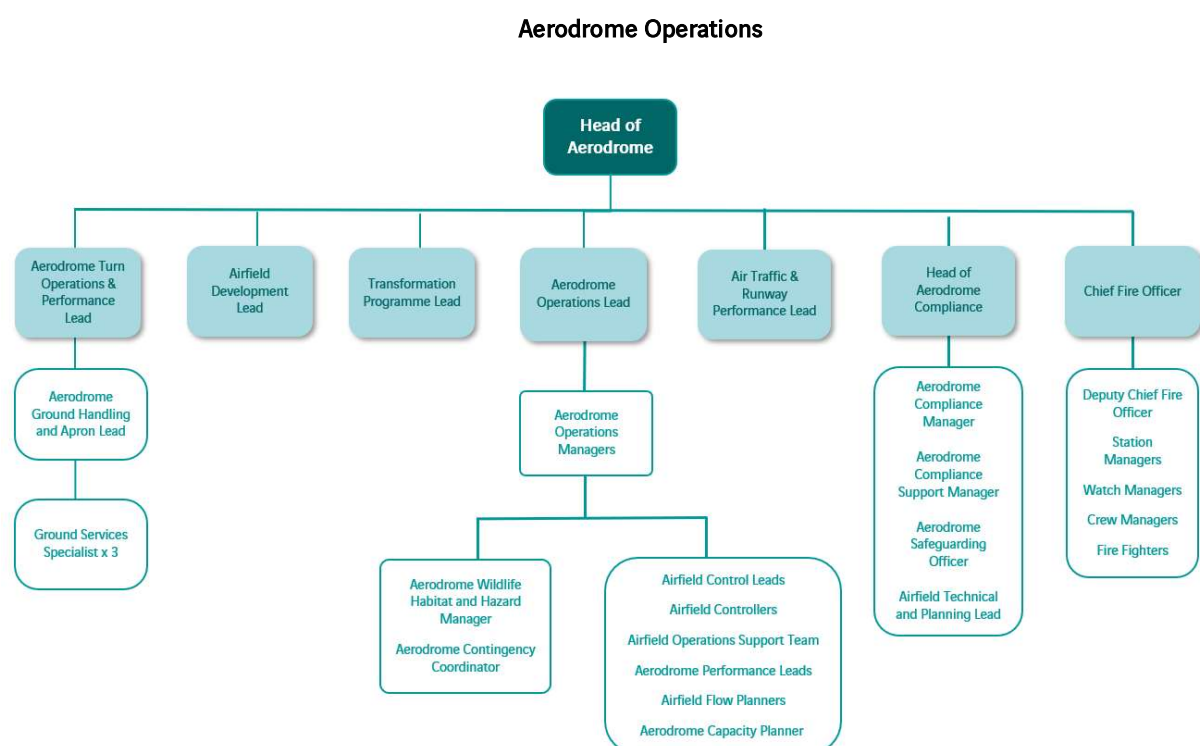 Aerodrome Operations
Head of
Aerodrome
Aerodrome Turn
Operations &
Performance
Lead
Airfield
Development
Lead
Transformation
Programme Lead
Aerodrome
Operations Lead
Air Traffic &
Runway
Performance Lead
Head of
Aerodrome
Compliance
Chief Fire Officer
Aerodrome
Ground Handling
and Apron Lead
Ground Services
Specialist x 3
Aerodrome
Operations
Managers
Aerodrome Wildlife
Habitat and Hazard
Manager
Aerodrome Contingency
Coordinator
Airfield Control Leads
Airfield Controllers
Airfield Operations Support Team
Aerodrome Performance Leads
Airfield Flow Planners
Aerodrome Capacity Planner
Aerodrome
Compliance
Manager
Aerodrome
Compliance
Support Manager
Aerodrome
Safeguarding
Officer
Airfield Technical
and Planning Lead
Deputy Chief Fire
Officer
Station
Managers
Watch Managers
Crew Managers
Fire Fighters